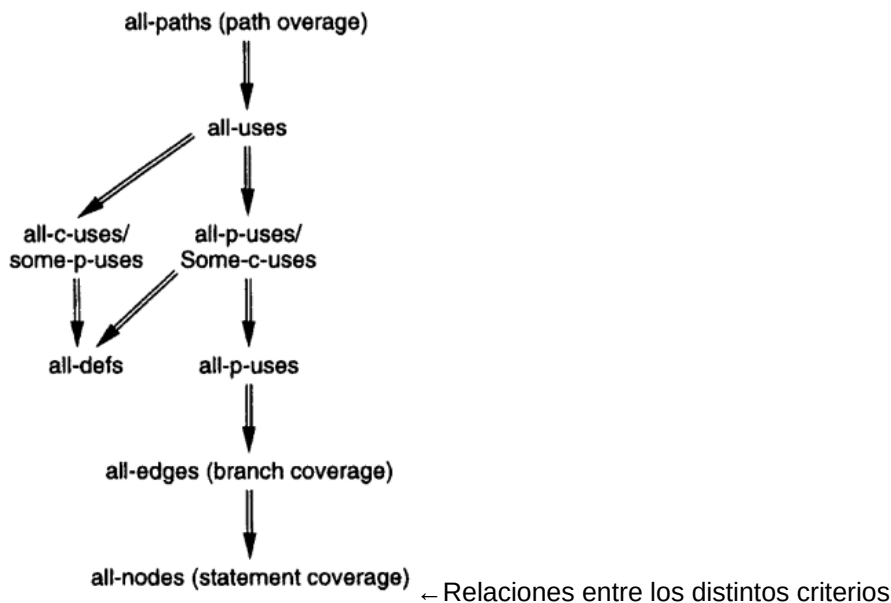 all-paths (path overage)
all-uses
all-c-uses/
some-p-uses
all-p-uses/
Some-c-uses
all-defs
all-p-uses
all-edges (branch coverage)
all-nodes (statement coverage)
←Relaciones entre los distintos criterios